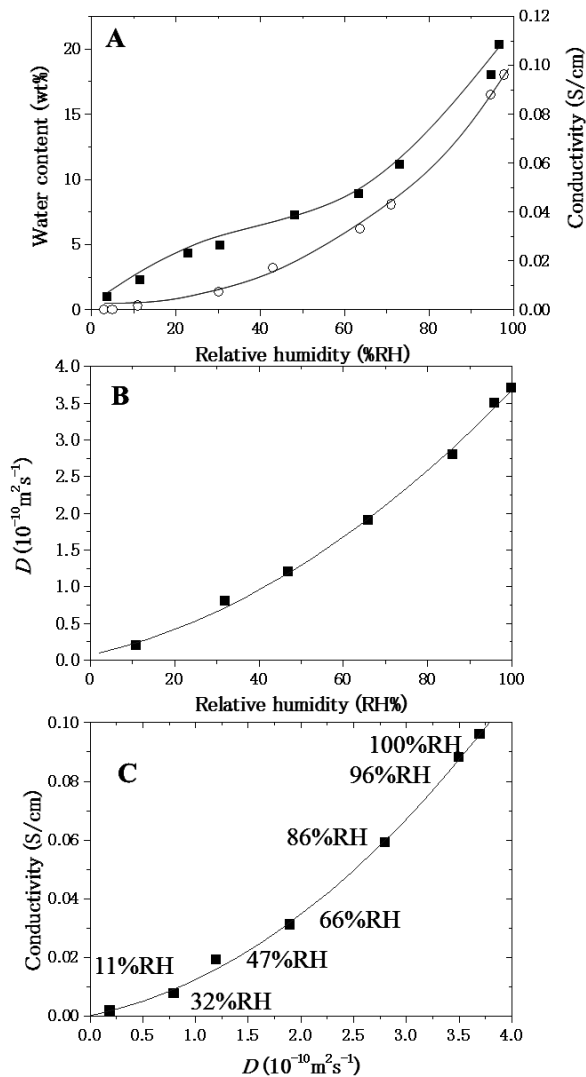 A
Water content (wt%)
20
15
10
5
0
0.12
0.10
0.08
0.06
0.04
0.02
0.00
Conductivity (S/cm)
0 20 40 60 80 100
Relative humidity (%RH)
B
D (10⁻¹⁰m²s⁻¹)
4.0
3.5
3.0
2.5
2.0
1.5
1.0
0.5
0.0
0 20 40 60 80 100
Relative humidity (RH%)
C
Conductivity (S/cm)
0.10
0.08
0.06
0.04
0.02
0.00
100%RH
96%RH
86%RH
66%RH
11%RH
47%RH
32%RH
0.0 0.5 1.0 1.5 2.0 2.5 3.0 3.5 4.0
D (10⁻¹⁰m²s⁻¹)